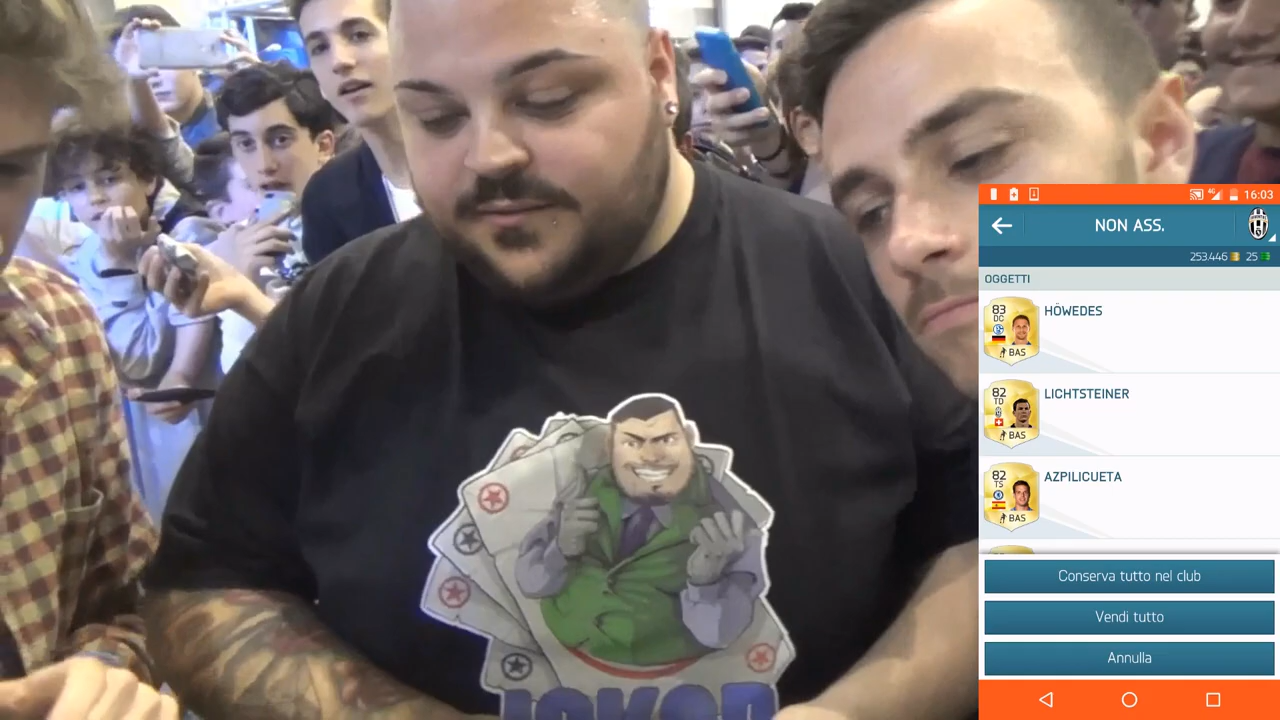 16:03
NON ASS.
253.446 25
OGGETTI
83
DC
BAS
HÖWEDES
82
TD
BAS
LICHTSTEINER
82
TS
BAS
AZPILICUETA
Conserva tutto nel club
Vendi tutto
Annulla
JOKER